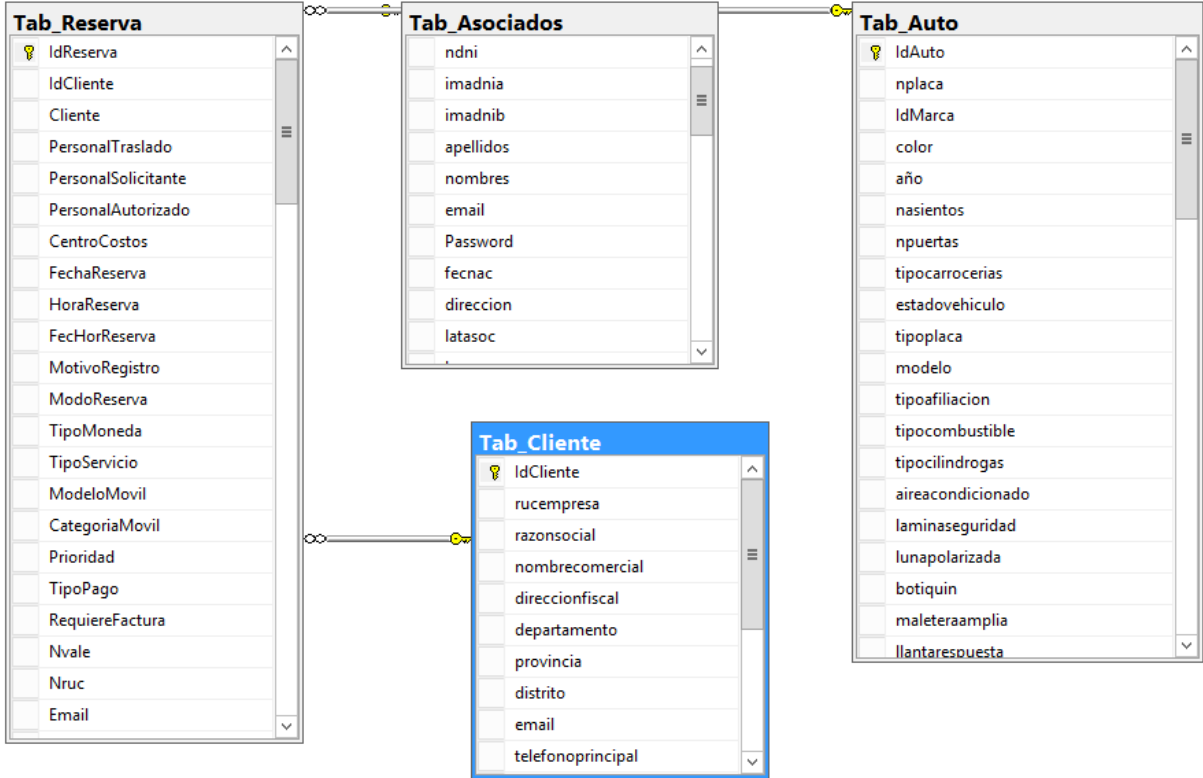 Tab_Reserva
IdReserva
IdCliente
Cliente
PersonalTraslado
PersonalSolicitante
PersonalAutorizado
CentroCostos
FechaReserva
HoraReserva
FecHorReserva
MotivoRegistro
ModoReserva
TipoMoneda
TipoServicio
ModeloMovil
CategoriaMovil
Prioridad
TipoPago
RequiereFactura
Nvale
Nruc
Email
Tab_Asociados
ndni
imadnia
imadnib
apellidos
nombres
email
Password
fecnac
direccion
latasoc
Tab_Cliente
IdCliente
rucempresa
razonsocial
nombrecomercial
direccionfiscal
departamento
provincia
distrito
email
telefonoprincipal
Tab_Auto
IdAuto
nplaca
IdMarca
color
año
nasientos
npuertas
tipocarrocerias
estadovehiculo
tipoplaca
modelo
tipoafiliacion
tipocombustible
tipocilindrogas
aireacondicionado
laminaseguridad
lunapolarizada
botiquin
maleteraamplia
llantarespuesta